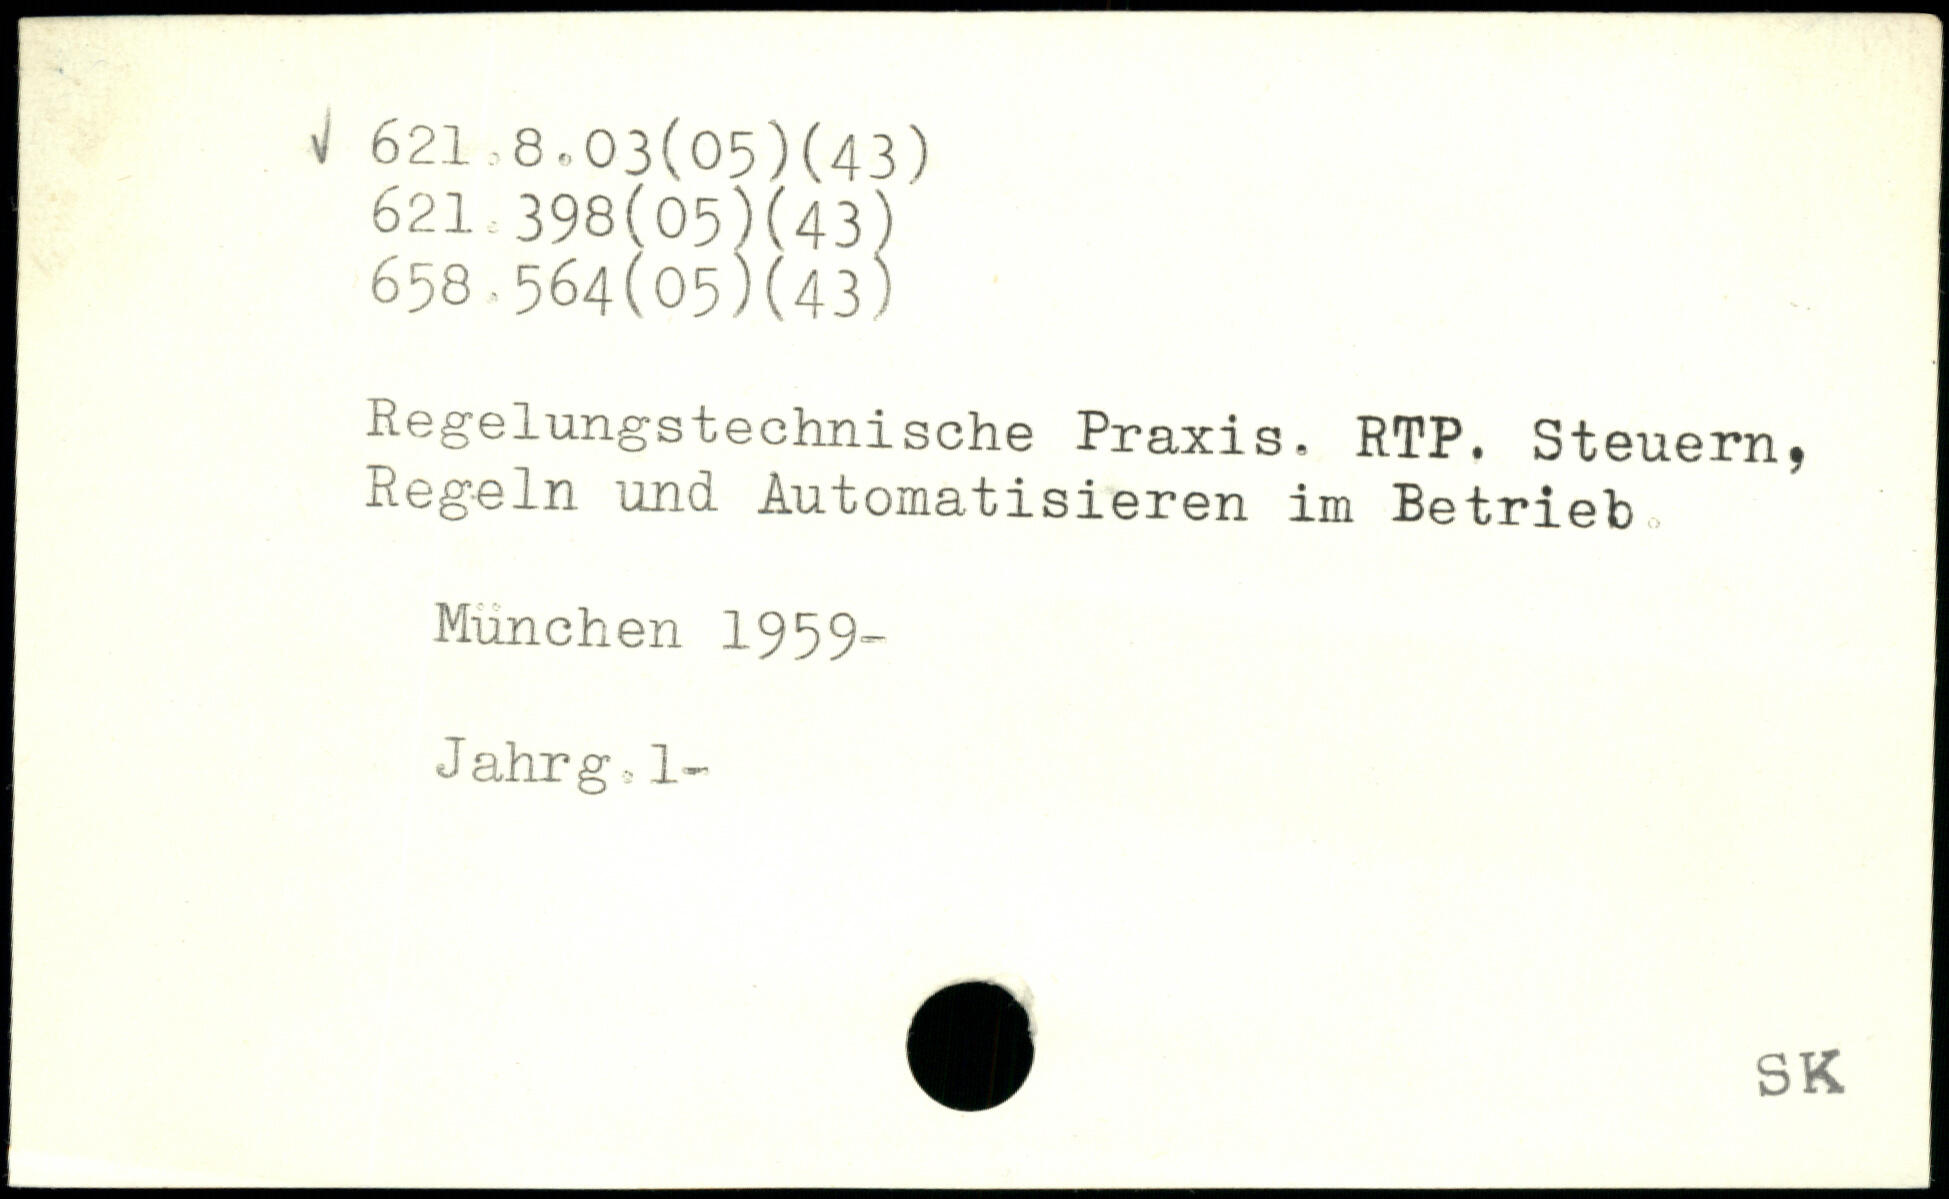 √ 621.8.03(05)(43)
621.398(05)(43)
658.564(05)(43)
Regelungstechnische Praxis. RTP. Steuern,
Regeln und Automatisieren im Betrieb.
München 1959-
Jahrg.1-
SK